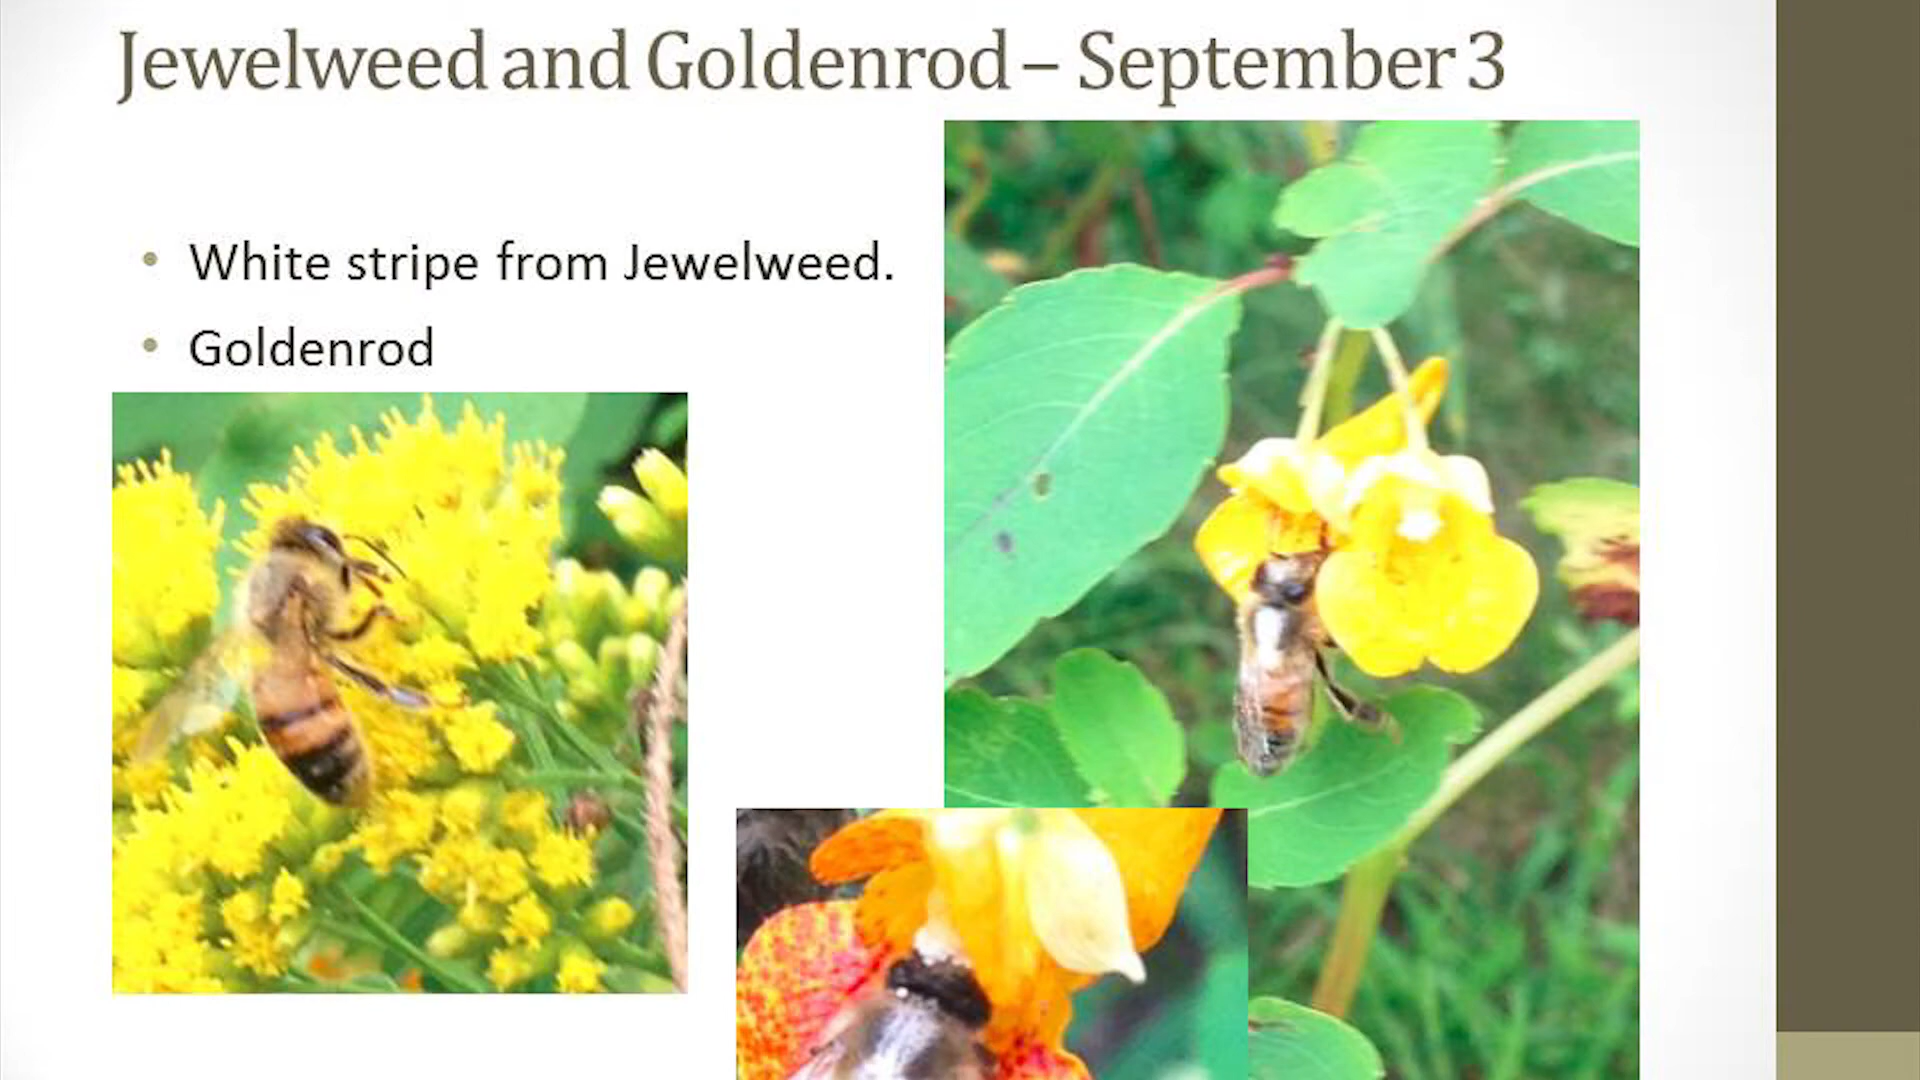 Jewelweed and Goldenrod – September 3
• White stripe from Jewelweed.
• Goldenrod